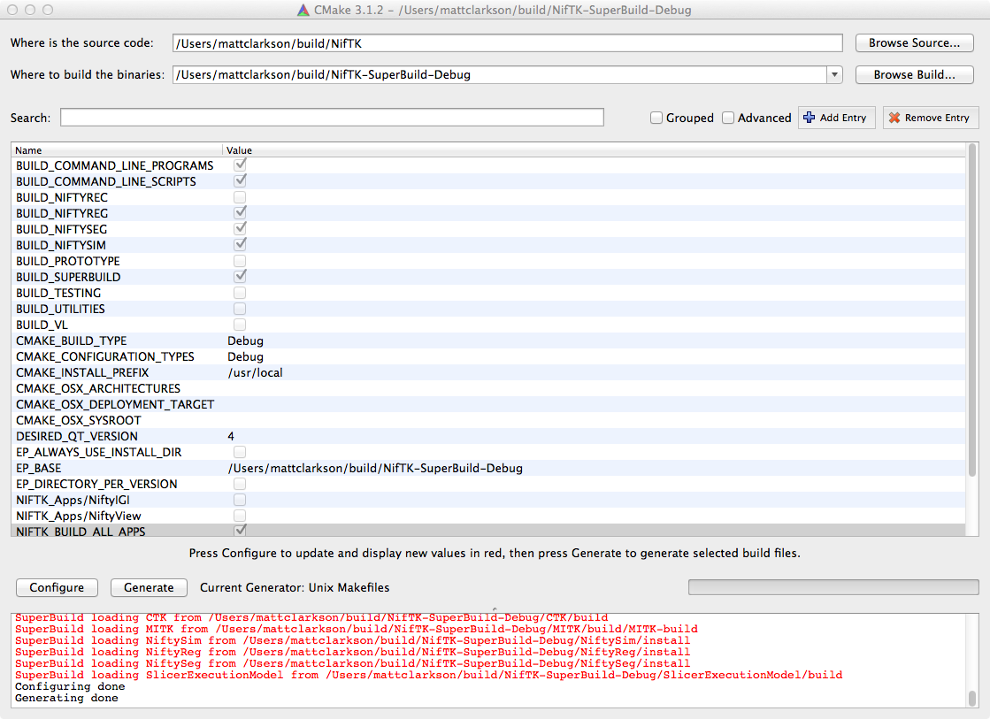 CMake 3.1.2 - /Users/mattclarkson/build/NifTK-SuperBuild-Debug
Where is the source code: /Users/mattclarkson/build/NifTK Browse Source...
Where to build the binaries: /Users/mattclarkson/build/NifTK-SuperBuild-Debug Browse Build...
Search: Grouped Advanced Add Entry Remove Entry
Name Value
BUILD_COMMAND_LINE_PROGRAMS
BUILD_COMMAND_LINE_SCRIPTS
BUILD_NIFTYREC
BUILD_NIFTYREG
BUILD_NIFTYSEG
BUILD_NIFTYSIM
BUILD_PROTOTYPE
BUILD_SUPERBUILD
BUILD_TESTING
BUILD_UTILITIES
BUILD_VL
CMAKE_BUILD_TYPE Debug
CMAKE_CONFIGURATION_TYPES Debug
CMAKE_INSTALL_PREFIX /usr/local
CMAKE_OSX_ARCHITECTURES
CMAKE_OSX_DEPLOYMENT_TARGET
CMAKE_OSX_SYSROOT
DESIRED_QT_VERSION 4
EP_ALWAYS_USE_INSTALL_DIR
EP_BASE /Users/mattclarkson/build/NifTK-SuperBuild-Debug
EP_DIRECTORY_PER_VERSION
NIFTK_Apps/NiftyIGI
NIFTK_Apps/NiftyView
NIFTK_BUILD_ALL_APPS
Press Configure to update and display new values in red, then press Generate to generate selected build files.
Configure Generate Current Generator: Unix Makefiles
SuperBuild loading CTK from /Users/mattclarkson/build/NifTK-SuperBuild-Debug/CTK/build
SuperBuild loading MITK from /Users/mattclarkson/build/NifTK-SuperBuild-Debug/MITK/build/MITK-build
SuperBuild loading NiftySim from /Users/mattclarkson/build/NifTK-SuperBuild-Debug/NiftySim/install
SuperBuild loading NiftyReg from /Users/mattclarkson/build/NifTK-SuperBuild-Debug/NiftyReg/install
SuperBuild loading NiftySeg from /Users/mattclarkson/build/NifTK-SuperBuild-Debug/NiftySeg/install
SuperBuild loading SlicerExecutionModel from /Users/mattclarkson/build/NifTK-SuperBuild-Debug/SlicerExecutionModel/build
Configuring done
Generating done